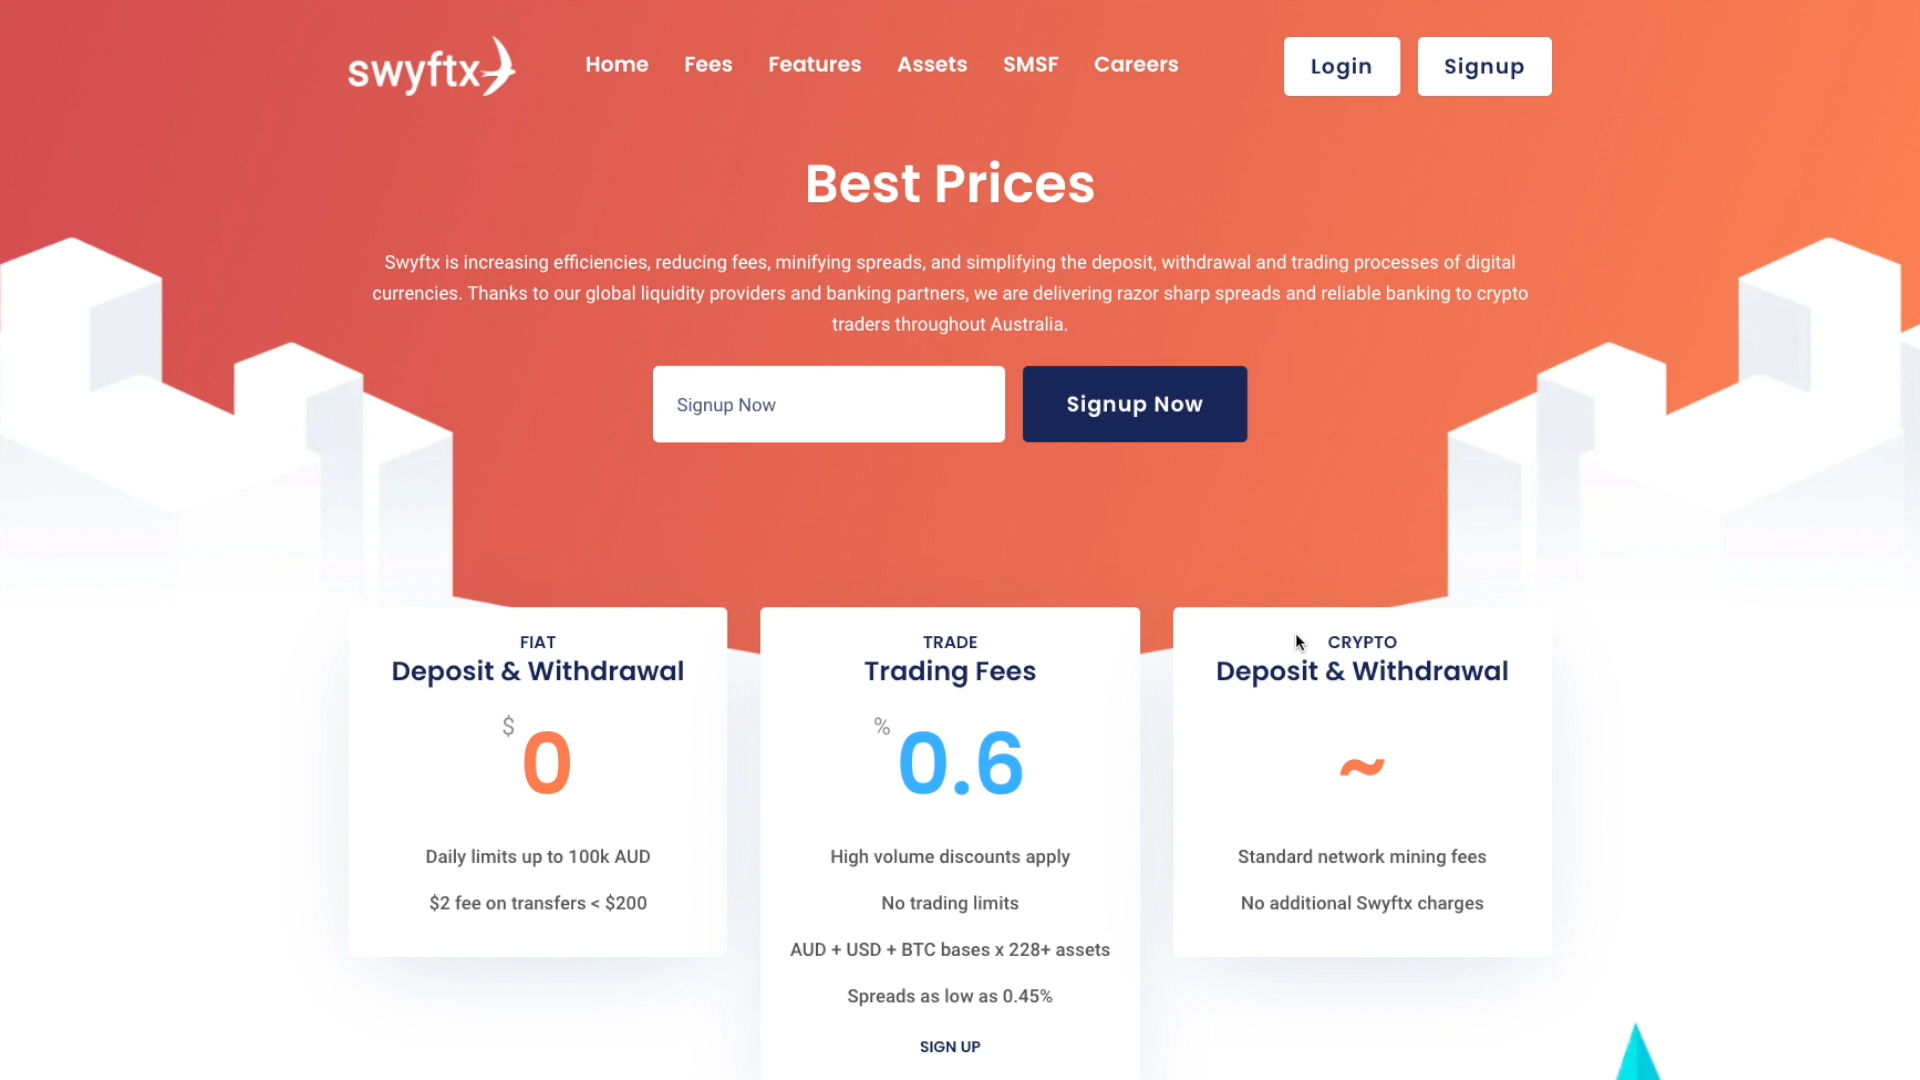 swyftx
Home Fees Features Assets SMSF Careers Login Signup
Best Prices
Swyftx is increasing efficiencies, reducing fees, minifying spreads, and simplifying the deposit, withdrawal and trading processes of digital
currencies. Thanks to our global liquidity providers and banking partners, we are delivering razor sharp spreads and reliable banking to crypto
traders throughout Australia.
Signup Now Signup Now
FIAT
Deposit & Withdrawal
$ 0
Daily limits up to 100k AUD
$2 fee on transfers < $200
TRADE
Trading Fees
% 0.6
High volume discounts apply
No trading limits
AUD + USD + BTC bases x 228+ assets
Spreads as low as 0.45%
SIGN UP
CRYPTO
Deposit & Withdrawal
~
Standard network mining fees
No additional Swyftx charges